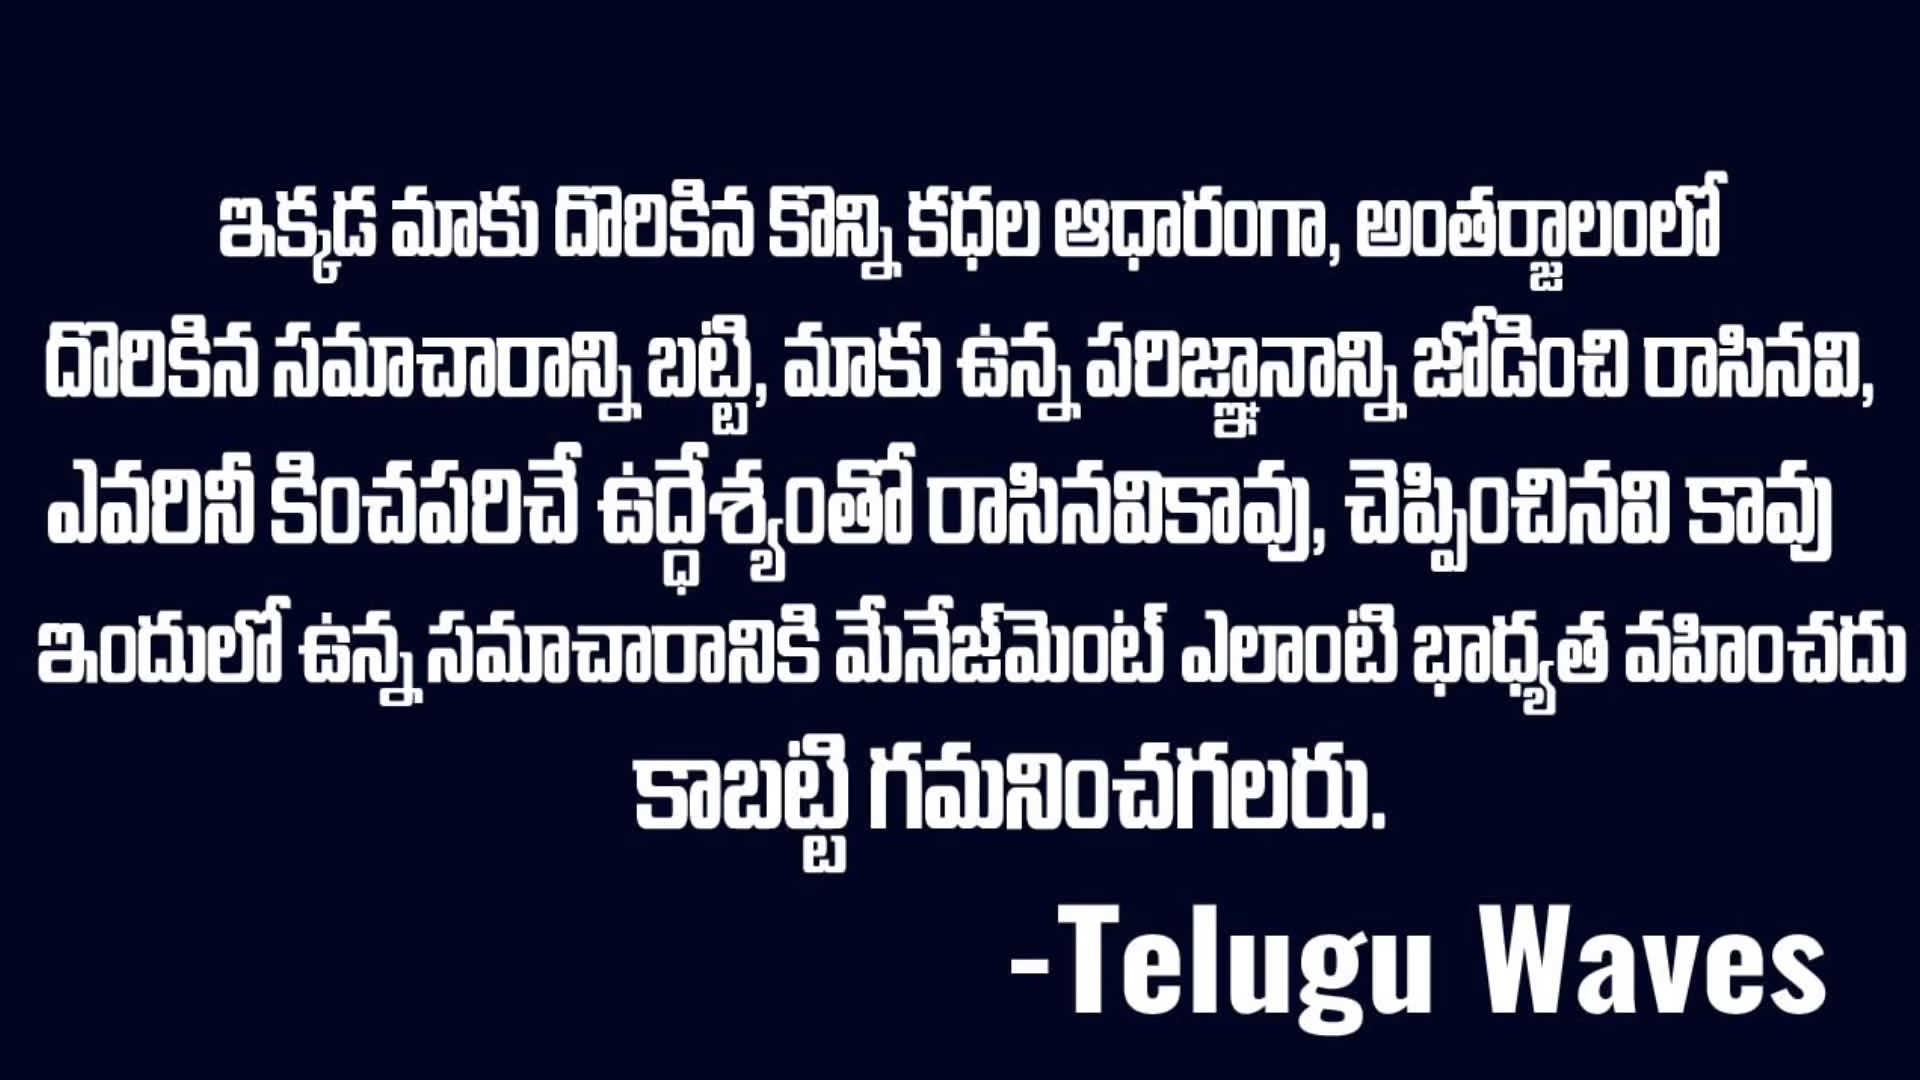 ఇక్కడ మాకు దొరికిన కొన్ని కధల ఆధారంగా, అంతర్జాలంలో
దొరికిన సమాచారాన్ని బట్టి, మాకు ఉన్న పరిజ్ఞానాన్ని జోడించి రాసినవి,
ఎవరినీ కించపరిచే ఉద్ధేశ్యంతో రాసినవికావు, చెప్పించినవి కావు
ఇందులో ఉన్న సమాచారానికి మేనేజ్‌మెంట్ ఎలాంటి భాధ్యత వహించదు
కాబట్టి గమనించగలరు.
-Telugu Waves